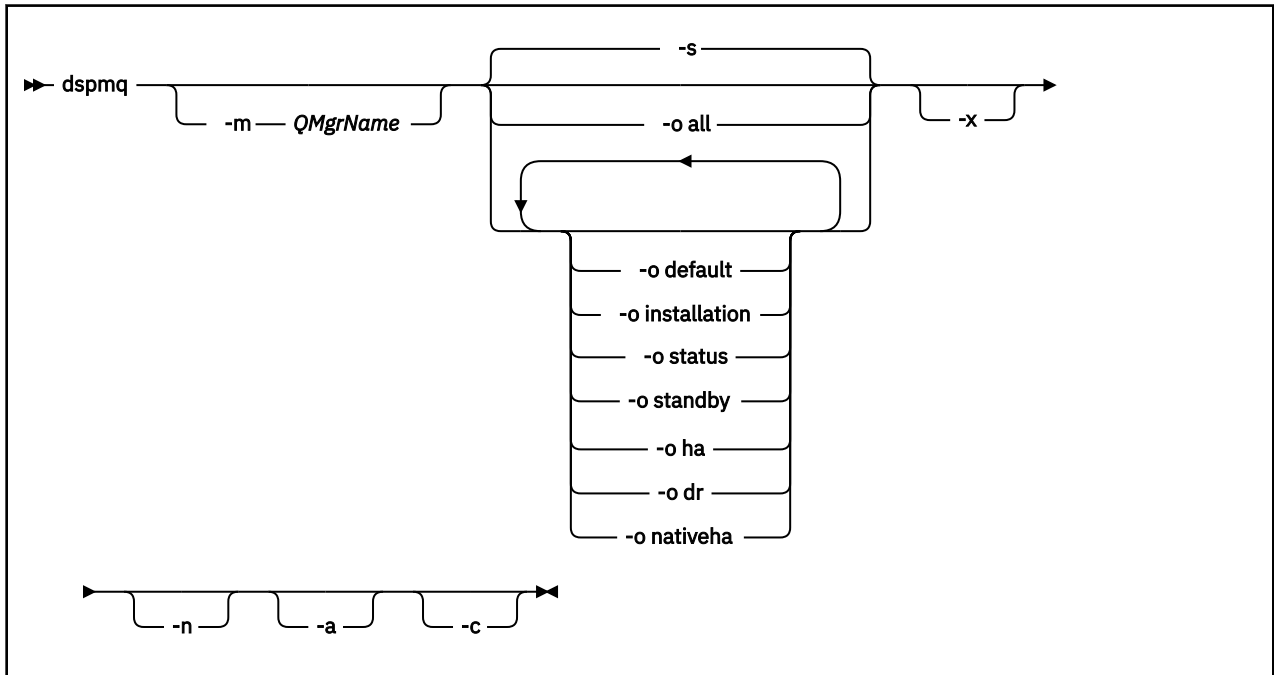 -s
dspmq
-m QMgrName
-o all
-x
-o default
-o installation
-o status
-o standby
-o ha
-o dr
-o nativeha
-n
-a
-c